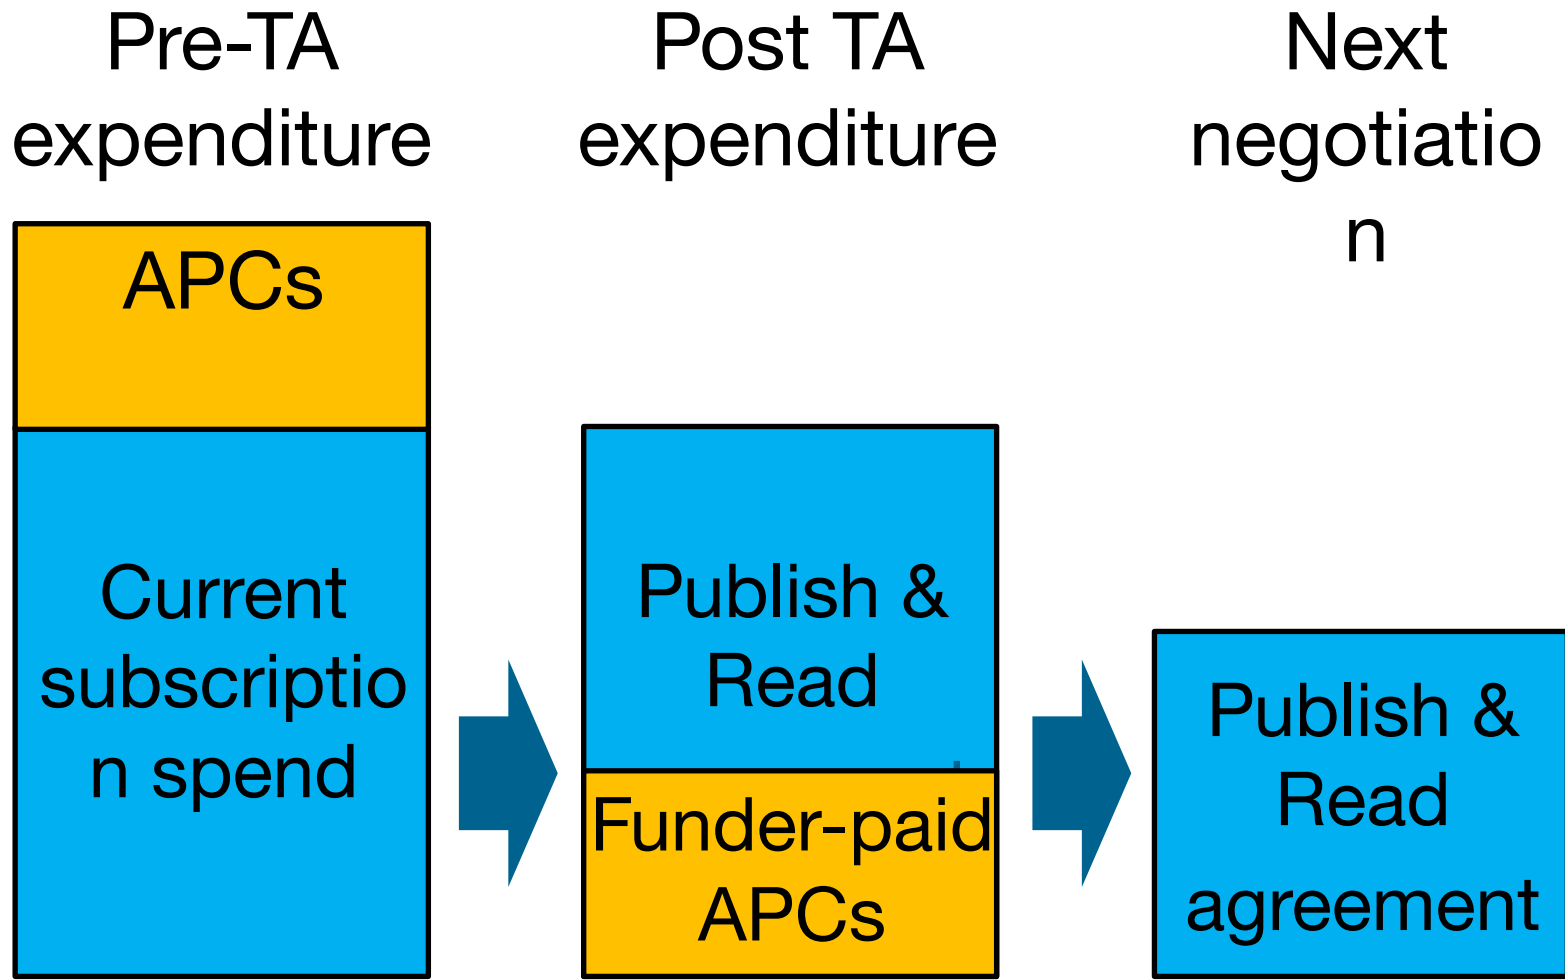 Pre-TA
expenditure
APCs
Current
subscriptio
n spend
Post TA
expenditure
Publish &
Read
Funder-paid
APCs
Next
negotiatio
n
Publish &
Read
agreement